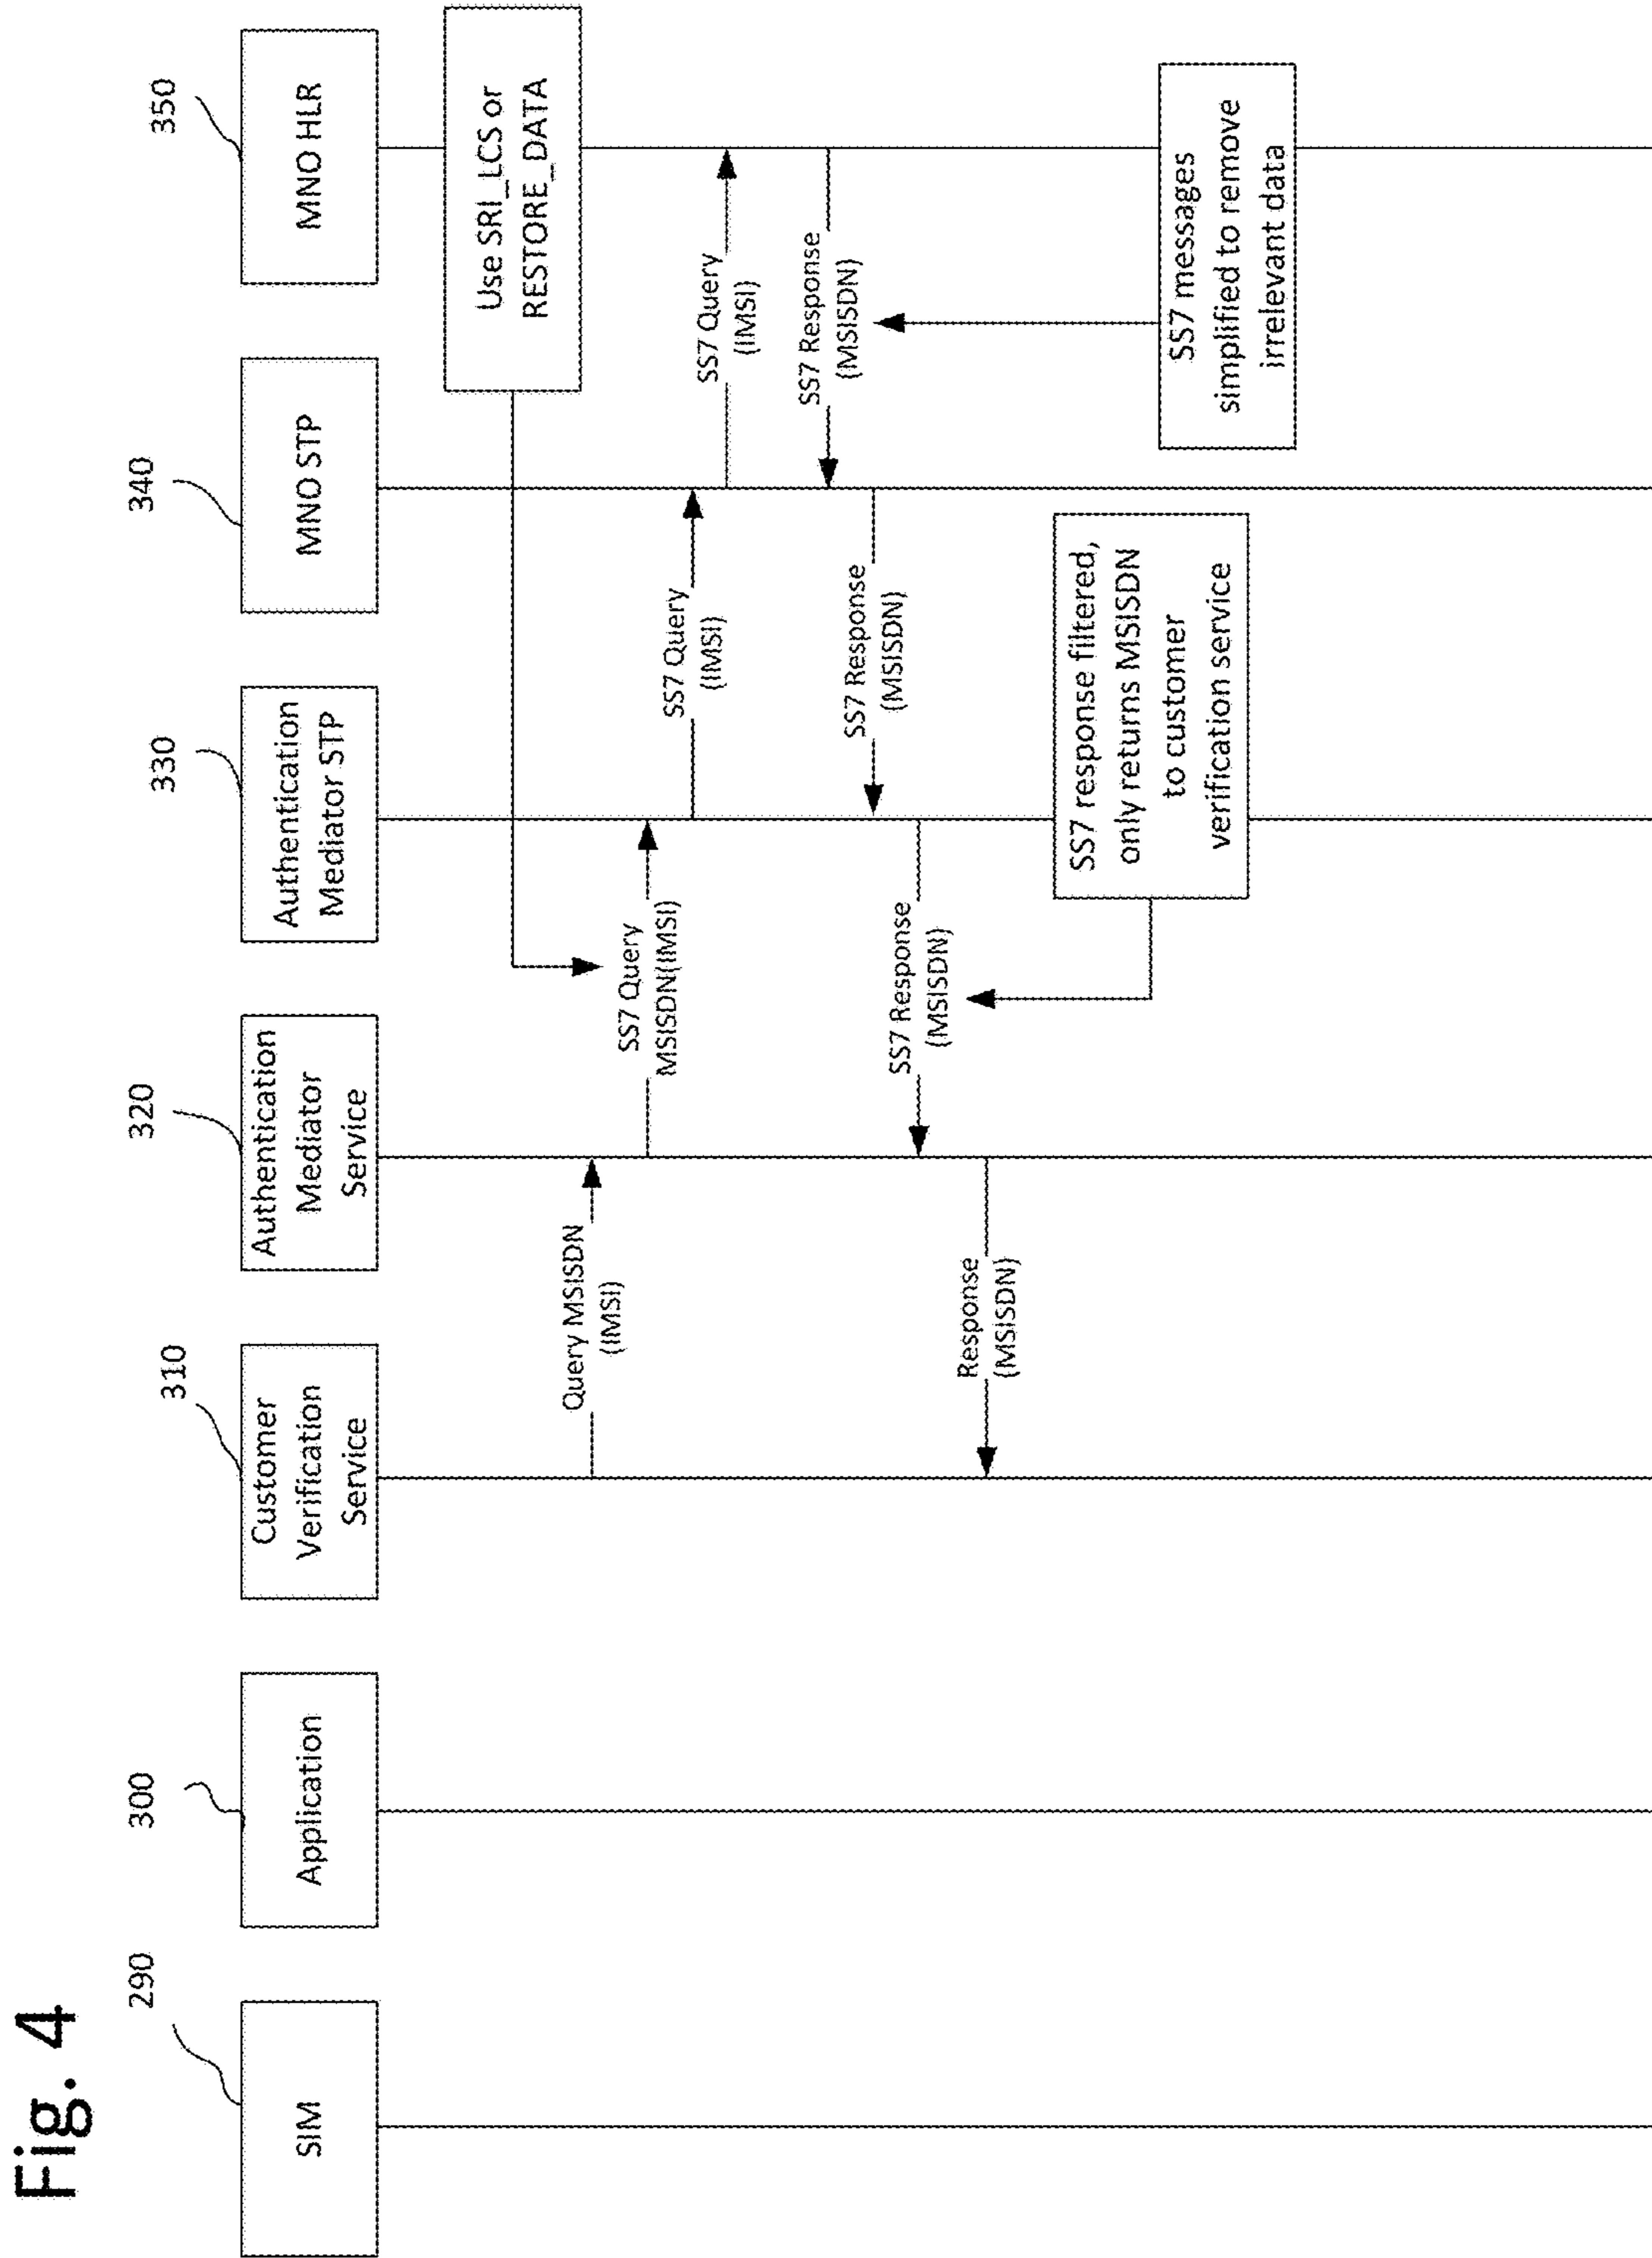 Fig. 4
290
300
310
320
330
340
350
SIM
Application
Customer
Verification
Service
Authentication
Mediator
Service
Authentication
Mediator STP
MNO STP
MNO HLR
Use SRI_LCS or
RESTORE_DATA
Query MSISDN
(IMSI)
SS7 Query
MSISDN(IMSI)
SS7 Query
(IMSI)
SS7 Query
(IMSI)
SS7 Response
(MSISDN)
SS7 Response
(MSISDN)
SS7 Response
(MSISDN)
Response
(MSISDN)
SS7 response filtered,
only returns MSISDN
to customer
verification service
SS7 messages
simplified to remove
irrelevant data